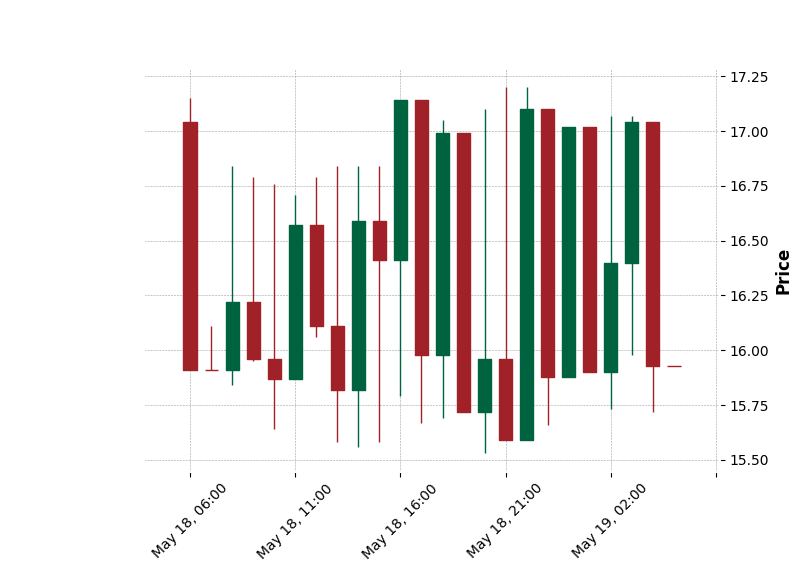 17.25
17.00
16.75
16.50
16.25
16.00
15.75
15.50
Price
May 18, 06:00
May 18, 11:00
May 18, 16:00
May 18, 21:00
May 19, 02:00